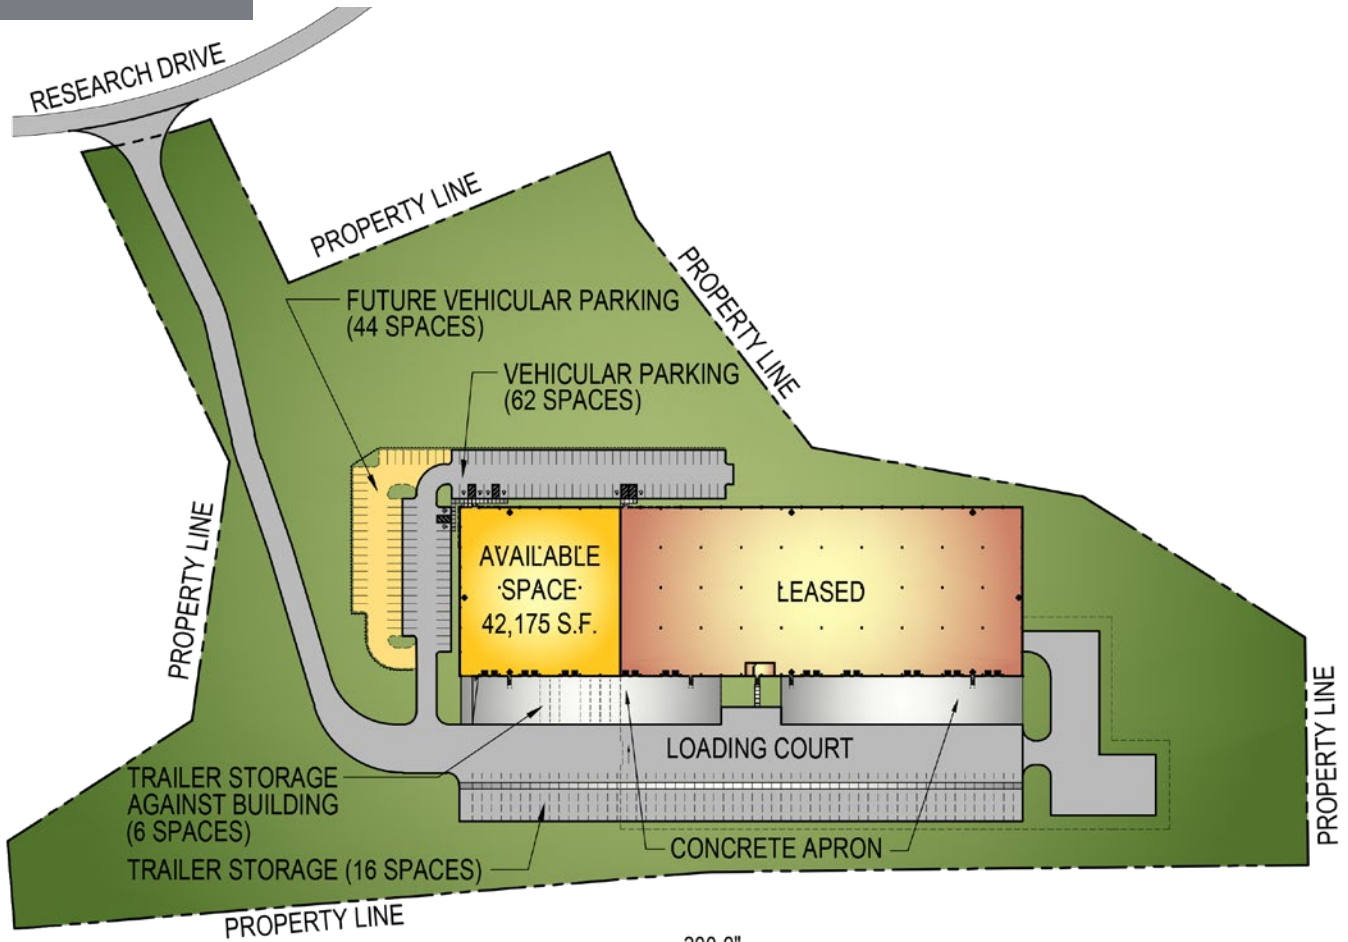 RESEARCH DRIVE
PROPERTY LINE
PROPERTY LINE
FUTURE VEHICULAR PARKING
(44 SPACES)
VEHICULAR PARKING
(62 SPACES)
PROPERTY LINE
AVAILABLE
SPACE
42,175 S.F.
LEASED
PROPERTY LINE
LOADING COURT
TRAILER STORAGE
AGAINST BUILDING
(6 SPACES)
CONCRETE APRON
TRAILER STORAGE (16 SPACES)
PROPERTY LINE